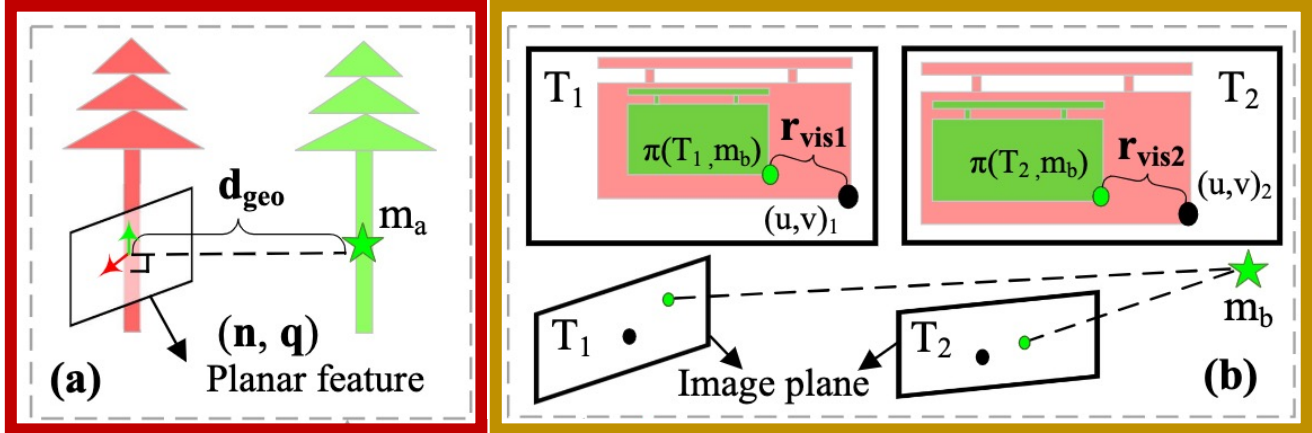 d_geo
m_a
(n, q)
(a) Planar feature
T_1
π(T_1,m_b)
r_vis1
(u,v)_1
T_2
π(T_2,m_b)
r_vis2
(u,v)_2
m_b
T_1
T_2
Image plane
(b)